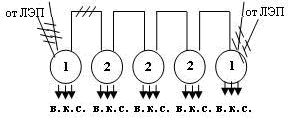 от ЛЭП от ЛЭП
1 2 2 2 1
в. к. с. в. к. с. в. к. с. в. к. с. в. к. с.